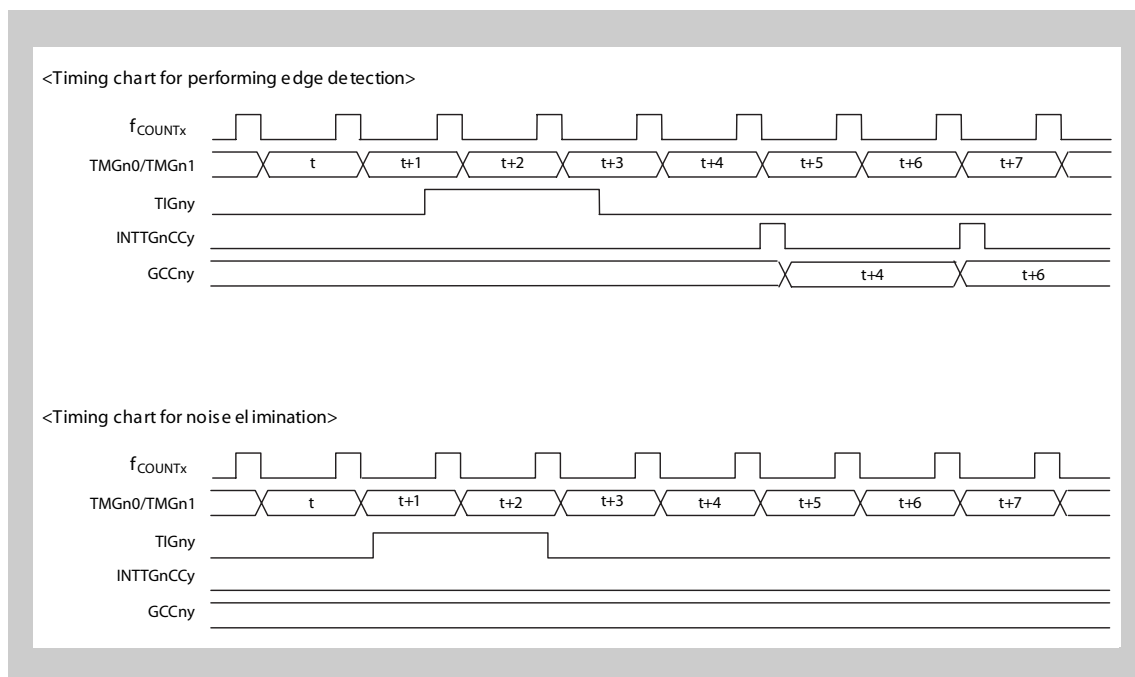 <Timing chart for performing edge detection>
fCOUNTx
TMGn0/TMGn1 t t+1 t+2 t+3 t+4 t+5 t+6 t+7
TIGny
INTTGnCCy
GCCny t+4 t+6
<Timing chart for noise elimination>
fCOUNTx
TMGn0/TMGn1 t t+1 t+2 t+3 t+4 t+5 t+6 t+7
TIGny
INTTGnCCy
GCCny